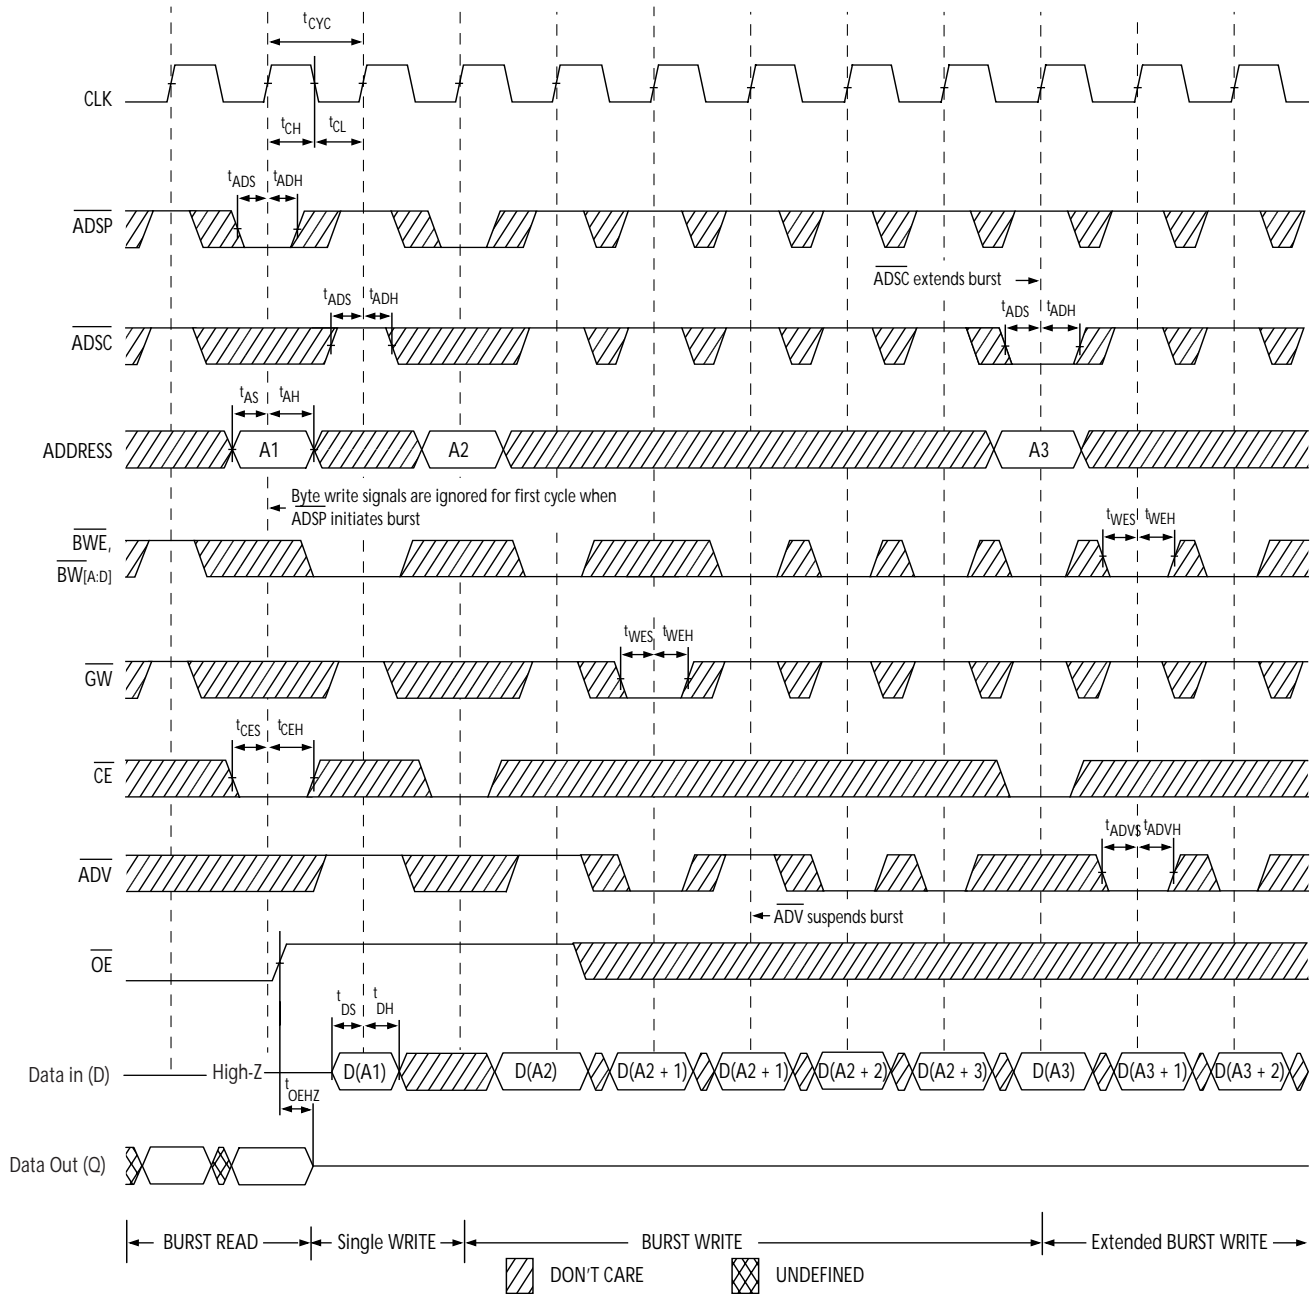 tCYC
CLK
tCH tCL
tADS tADH
ADSP
ADSC extends burst
tADS tADH tADS tADH
ADSC
tAS tAH
ADDRESS A1 A2 A3
Byte write signals are ignored for first cycle when
ADSP initiates burst
BWE,
BW[A:D]
tWES tWEH
tWES tWEH
GW
tCES tCEH
CE
tADVS tADVH
ADV
ADV suspends burst
OE
tDS tDH
Data in (D) High-Z D(A1) D(A2) D(A2 + 1) D(A2 + 1) D(A2 + 2) D(A2 + 3) D(A3) D(A3 + 1) D(A3 + 2)
tOEHZ
Data Out (Q)
BURST READ Single WRITE BURST WRITE Extended BURST WRITE
DON'T CARE UNDEFINED